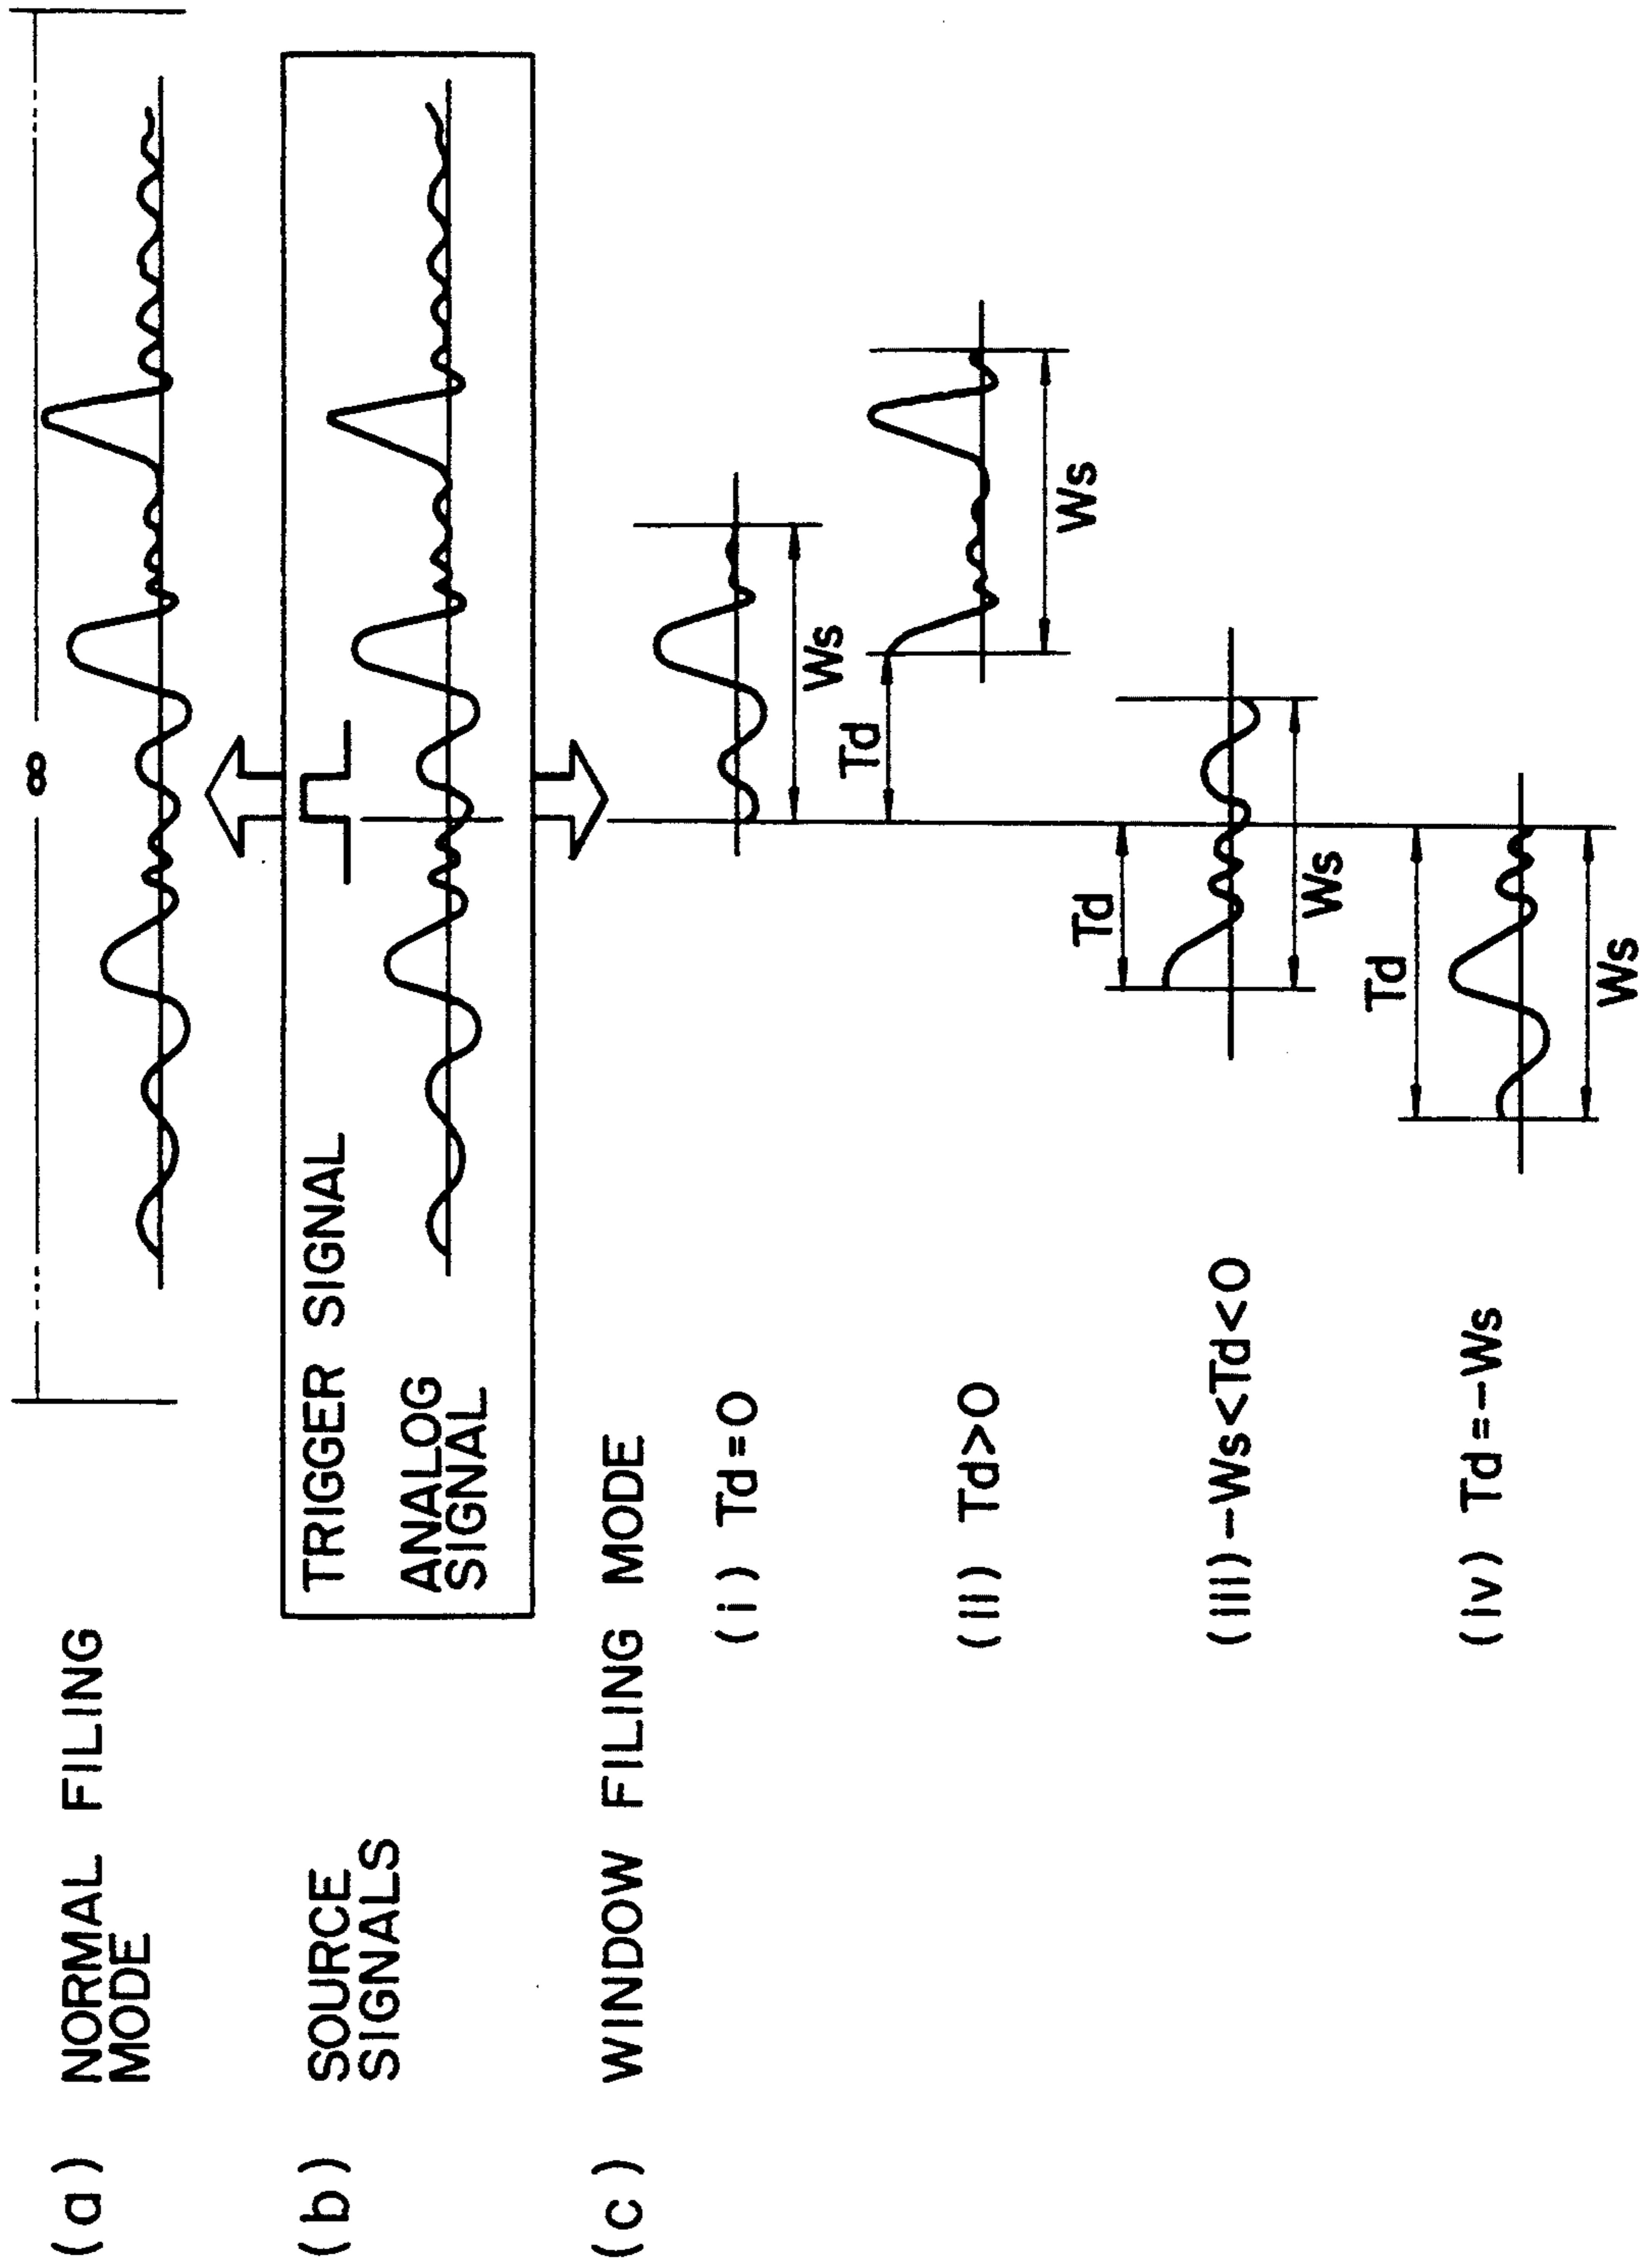 (a) NORMAL FILING
MODE
∞
(b) SOURCE
SIGNALS
TRIGGER SIGNAL
ANALOG
SIGNAL
(c) WINDOW FILING MODE
(i) Td=0
Ws
(ii) Td>0
Td
Ws
(iii) -Ws<Td<0
Td
Ws
(iv) Td=-Ws
Td
Ws